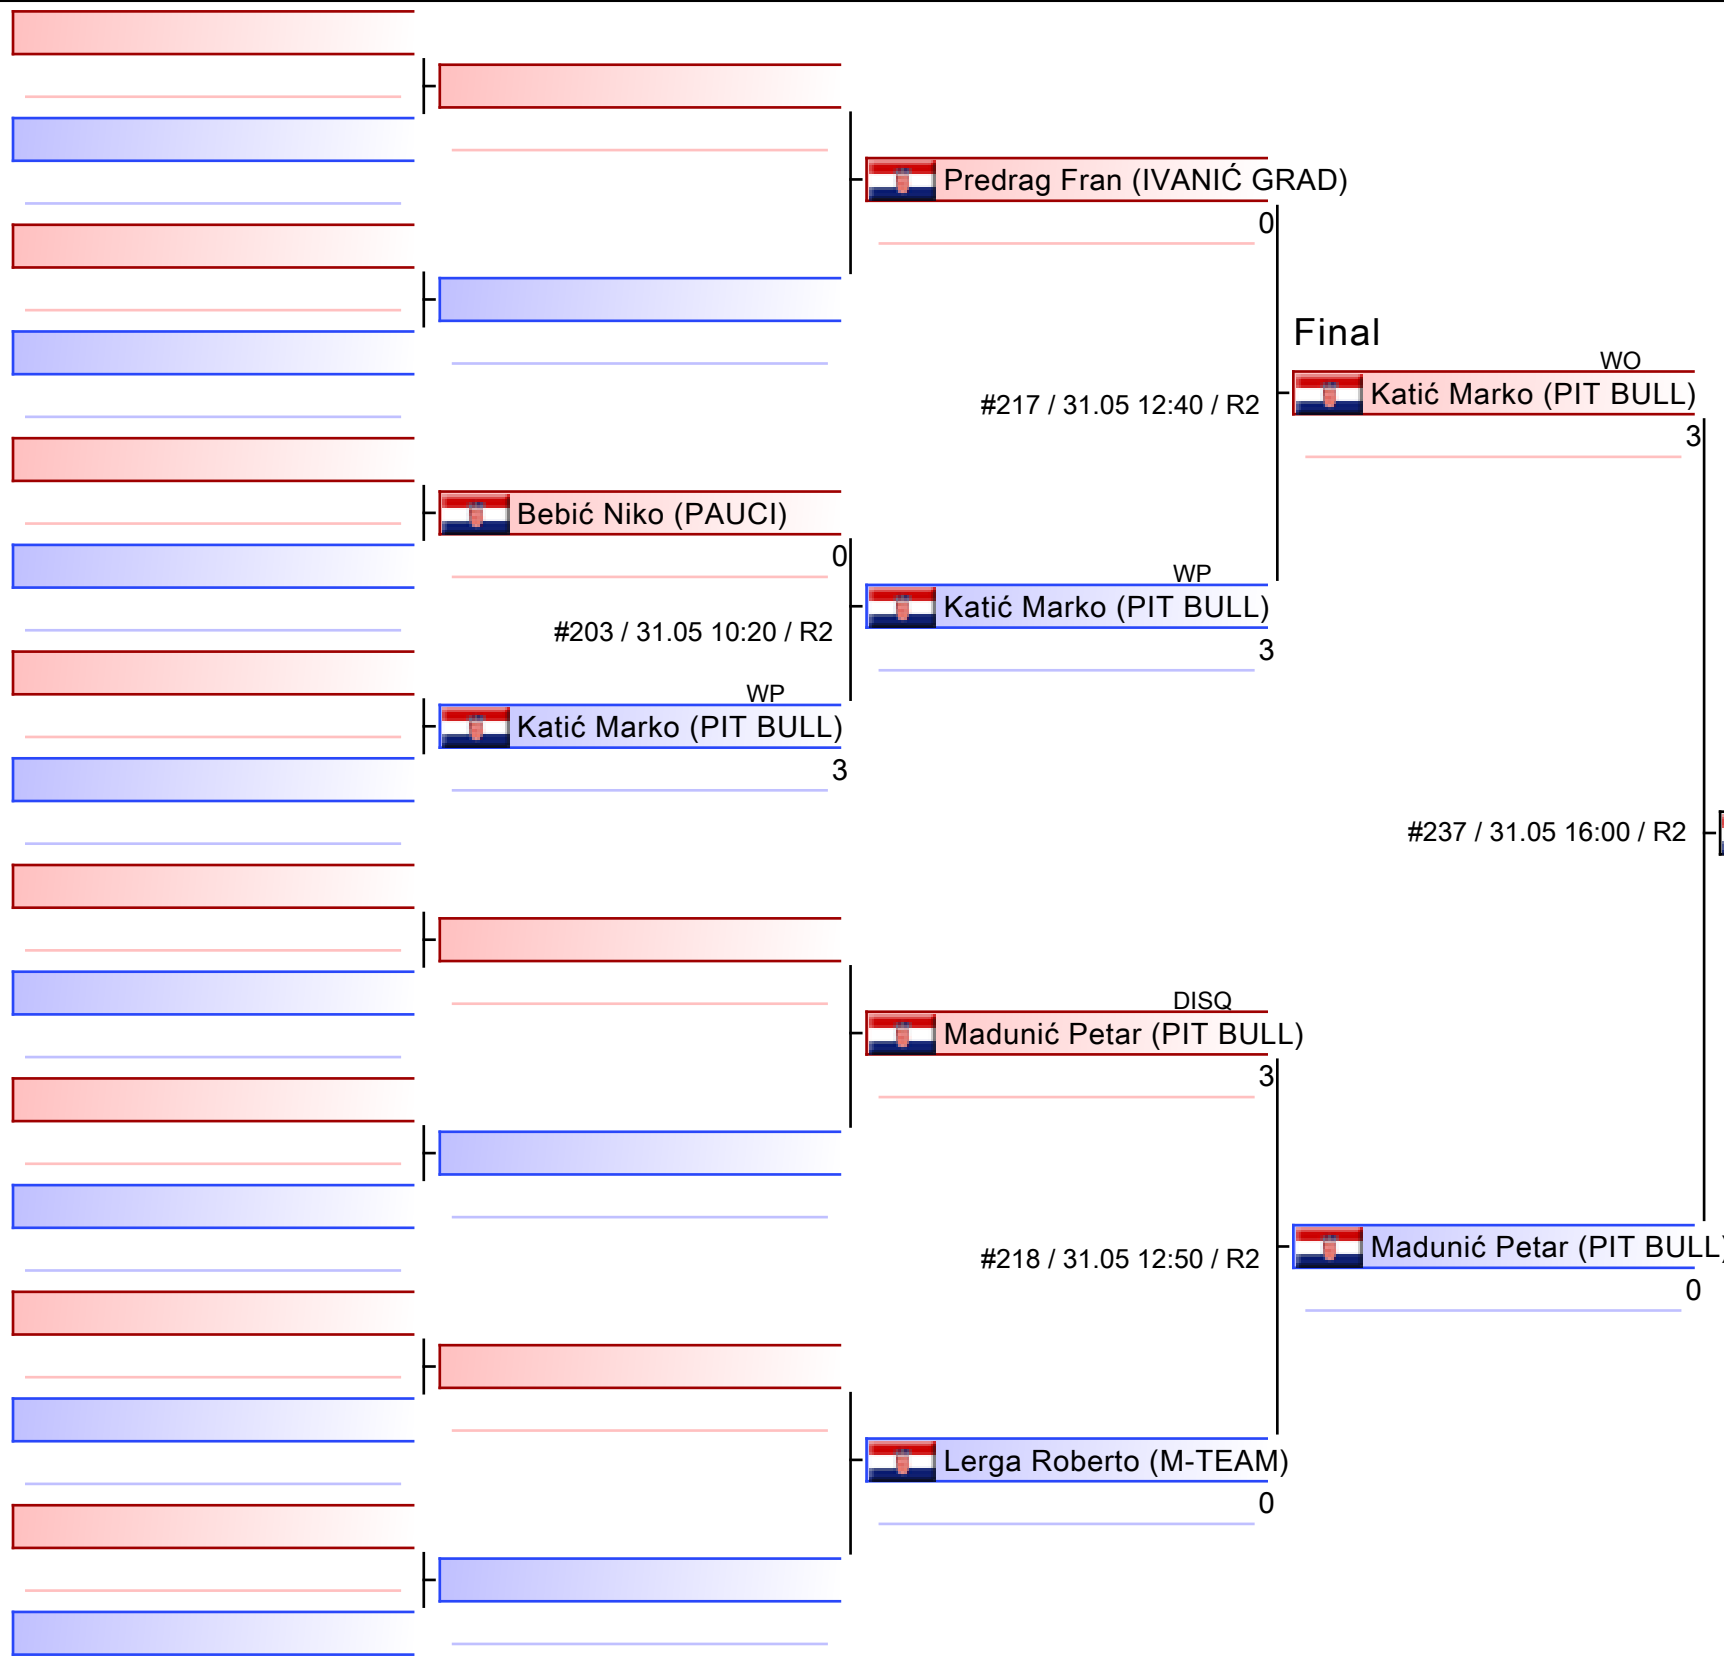 Predrag Fran (IVANIĆ GRAD)
0
Final
WO
#217 / 31.05 12:40 / R2
Katić Marko (PIT BULL)
3
Bebić Niko (PAUCI)
0
WP
Katić Marko (PIT BULL)
#203 / 31.05 10:20 / R2
3
WP
Katić Marko (PIT BULL)
3
#237 / 31.05 16:00 / R2
DISQ
Madunić Petar (PIT BULL)
3
#218 / 31.05 12:50 / R2
Madunić Petar (PIT BULL)
0
Lerga Roberto (M-TEAM)
0